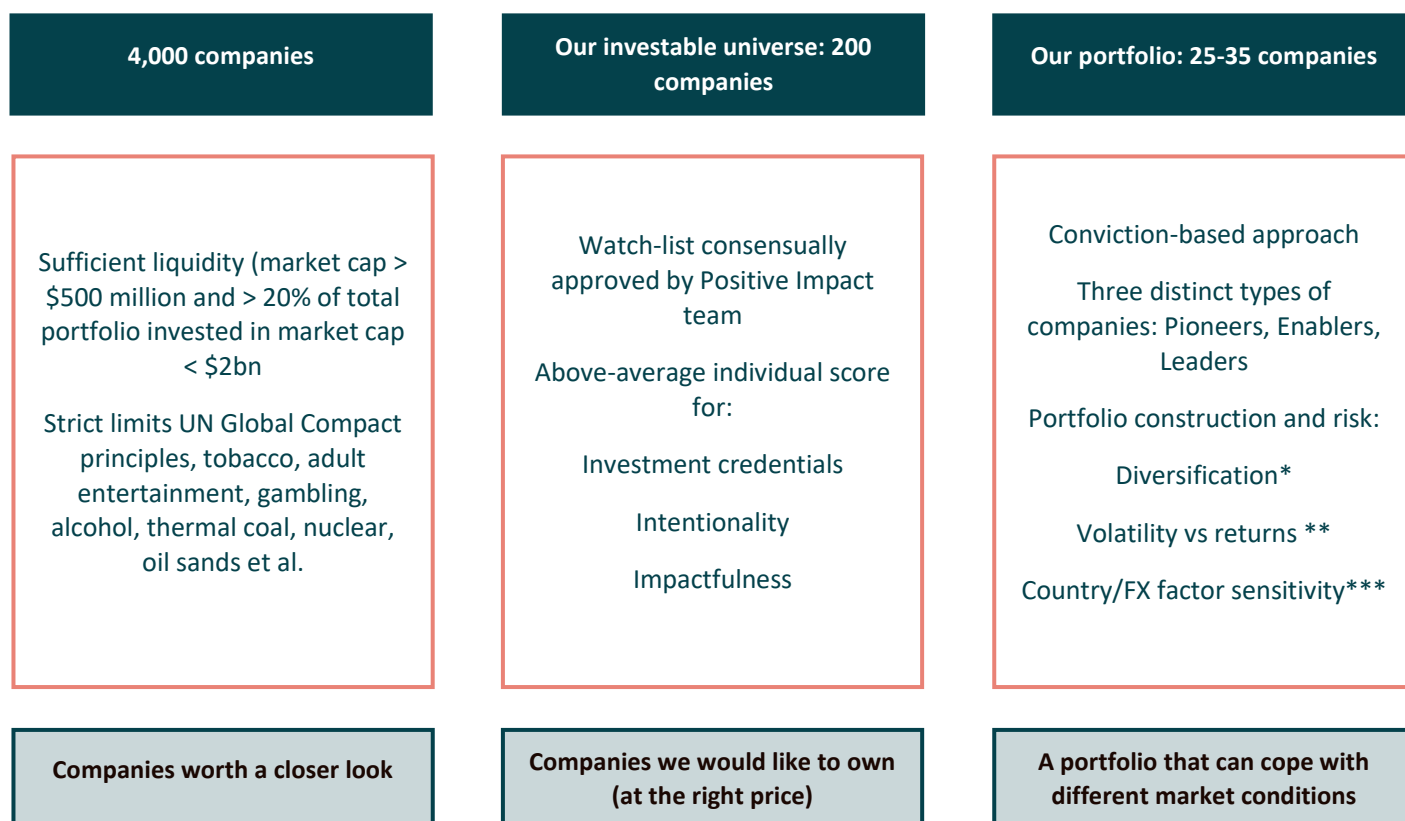 4,000 companies
Our investable universe: 200
companies
Our portfolio: 25-35 companies
Sufficient liquidity (market cap >
$500 million and > 20% of total
portfolio invested in market cap
< $2bn
Strict limits UN Global Compact
principles, tobacco, adult
entertainment, gambling,
alcohol, thermal coal, nuclear,
oil sands et al.
Watch-list consensually
approved by Positive Impact
team
Above-average individual score
for:
Investment credentials
Intentionality
Impactfulness
Conviction-based approach
Three distinct types of
companies: Pioneers, Enablers,
Leaders
Portfolio construction and risk:
Diversification*
Volatility vs returns **
Country/FX factor sensitivity***
Companies worth a closer look
Companies we would like to own
(at the right price)
A portfolio that can cope with
different market conditions